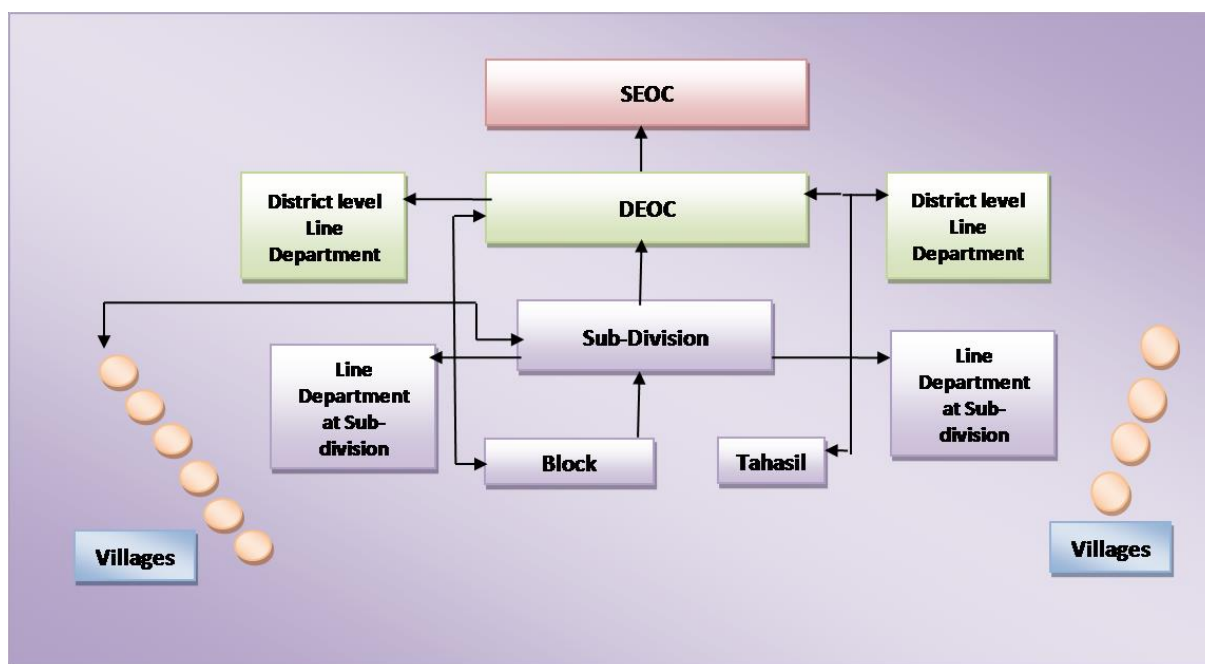 SEOC
District level
Line
Department
DEOC
District level
Line
Department
Sub-Division
Line
Department
at Sub-
division
Line
Department
at Sub-
division
Block
Tahasil
Villages
Villages